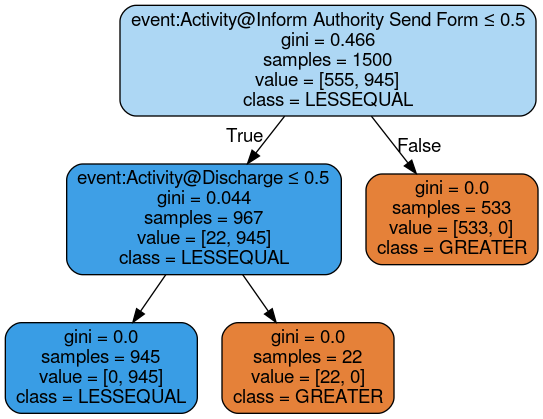 event:Activity@Inform Authority Send Form ≤ 0.5
gini = 0.466
samples = 1500
value = [555, 945]
class = LESSEQUAL
True
False
event:Activity@Discharge ≤ 0.5
gini = 0.044
samples = 967
value = [22, 945]
class = LESSEQUAL
gini = 0.0
samples = 533
value = [533, 0]
class = GREATER
gini = 0.0
samples = 945
value = [0, 945]
class = LESSEQUAL
gini = 0.0
samples = 22
value = [22, 0]
class = GREATER